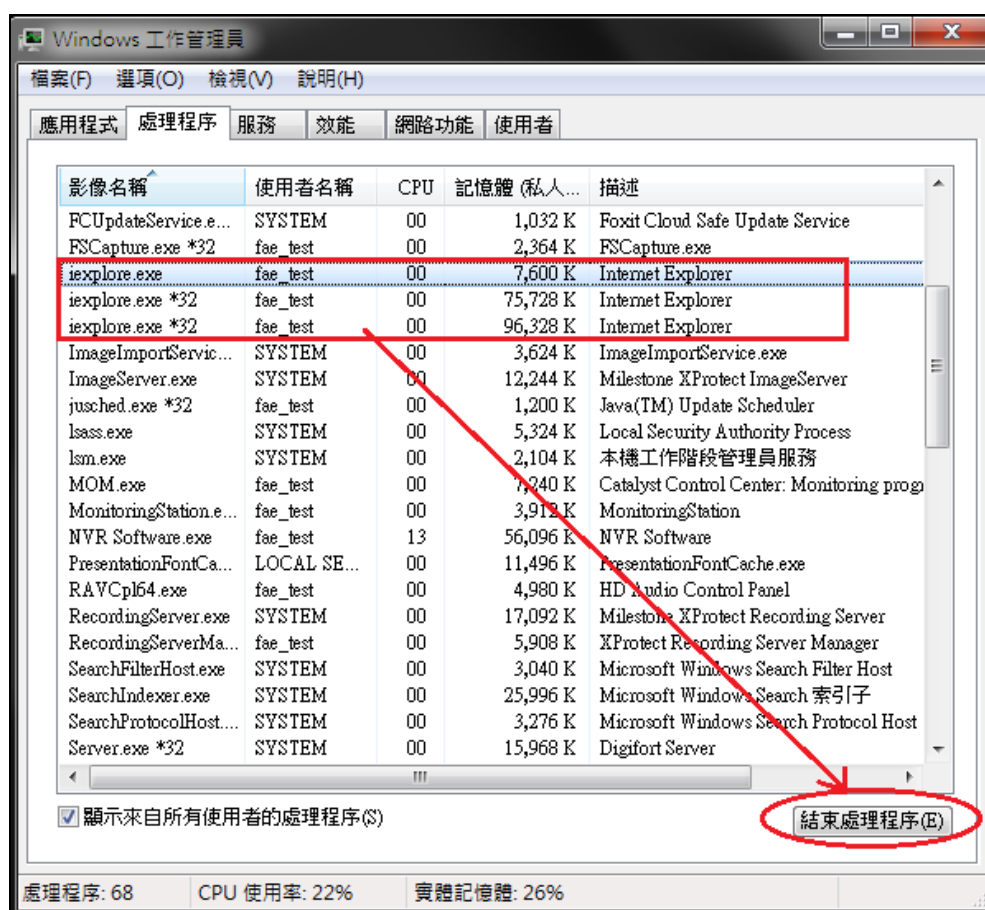 Windows 工作管理員
檔案(F) 選項(O) 檢視(V) 說明(H)
應用程式 處理程序 服務 效能 網路功能 使用者
影像名稱 使用者名稱 CPU 記憶體 (私人... 描述
FCUpdateService.e... SYSTEM 00 1,032 K Foxit Cloud Safe Update Service
FSCapture.exe *32 fae_test 00 2,364 K FSCapture.exe
iexplore.exe fae_test 00 7,600 K Internet Explorer
iexplore.exe *32 fae_test 00 75,728 K Internet Explorer
iexplore.exe *32 fae_test 00 96,328 K Internet Explorer
ImageImportServic... SYSTEM 00 3,624 K ImageImportService.exe
ImageServer.exe SYSTEM 00 12,244 K Milestone XProtect ImageServer
jusched.exe *32 fae_test 00 1,200 K Java(TM) Update Scheduler
lsass.exe SYSTEM 00 5,324 K Local Security Authority Process
lsm.exe SYSTEM 00 2,104 K 本機工作階段管理員服務
MOM.exe fae_test 00 7,240 K Catalyst Control Center: Monitoring progr
MonitoringStation.e... fae_test 00 3,912 K MonitoringStation
NVR Software.exe fae_test 13 56,096 K NVR Software
PresentationFontCa... LOCAL SE... 00 11,496 K PresentationFontCache.exe
RAVCpl64.exe fae_test 00 4,980 K HD Audio Control Panel
RecordingServer.exe SYSTEM 00 17,092 K Milestone XProtect Recording Server
RecordingServerMa... fae_test 00 5,908 K XProtect Recording Server Manager
SearchFilterHost.exe SYSTEM 00 3,040 K Microsoft Windows Search Filter Host
SearchIndexer.exe SYSTEM 00 25,996 K Microsoft Windows Search 索引子
SearchProtocolHost.... SYSTEM 00 3,276 K Microsoft Windows Search Protocol Host
Server.exe *32 SYSTEM 00 15,968 K Digifort Server
顯示來自所有使用者的處理程序(S) 結束處理程序(E)
處理程序: 68 CPU 使用率: 22% 實體記憶體: 26%